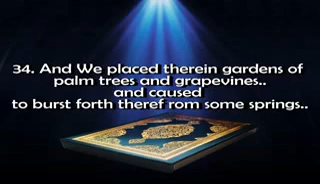 34. And We placed therein gardens of
palm trees and grapevines..
and caused
to burst forth theref rom some springs..